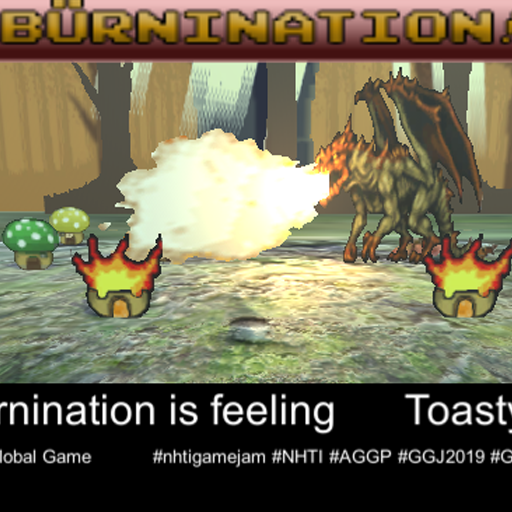 BÜRNINATION
rnination is feeling Toasty
lobal Game #nhtigamejam #NHTI #AGGP #GGJ2019 #G